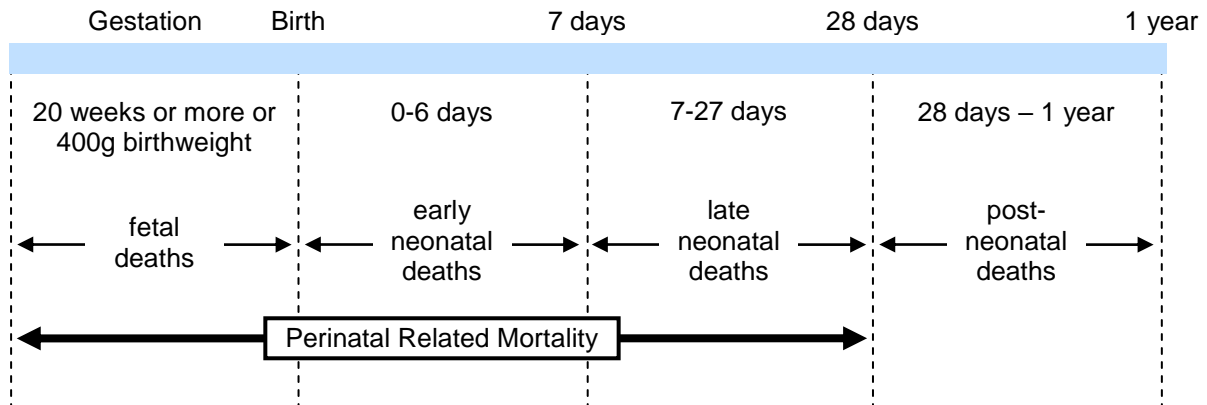 Gestation Birth 7 days 28 days 1 year
20 weeks or more or
400g birthweight
0-6 days
7-27 days
28 days – 1 year
fetal
deaths
early
neonatal
deaths
late
neonatal
deaths
post-
neonatal
deaths
Perinatal Related Mortality